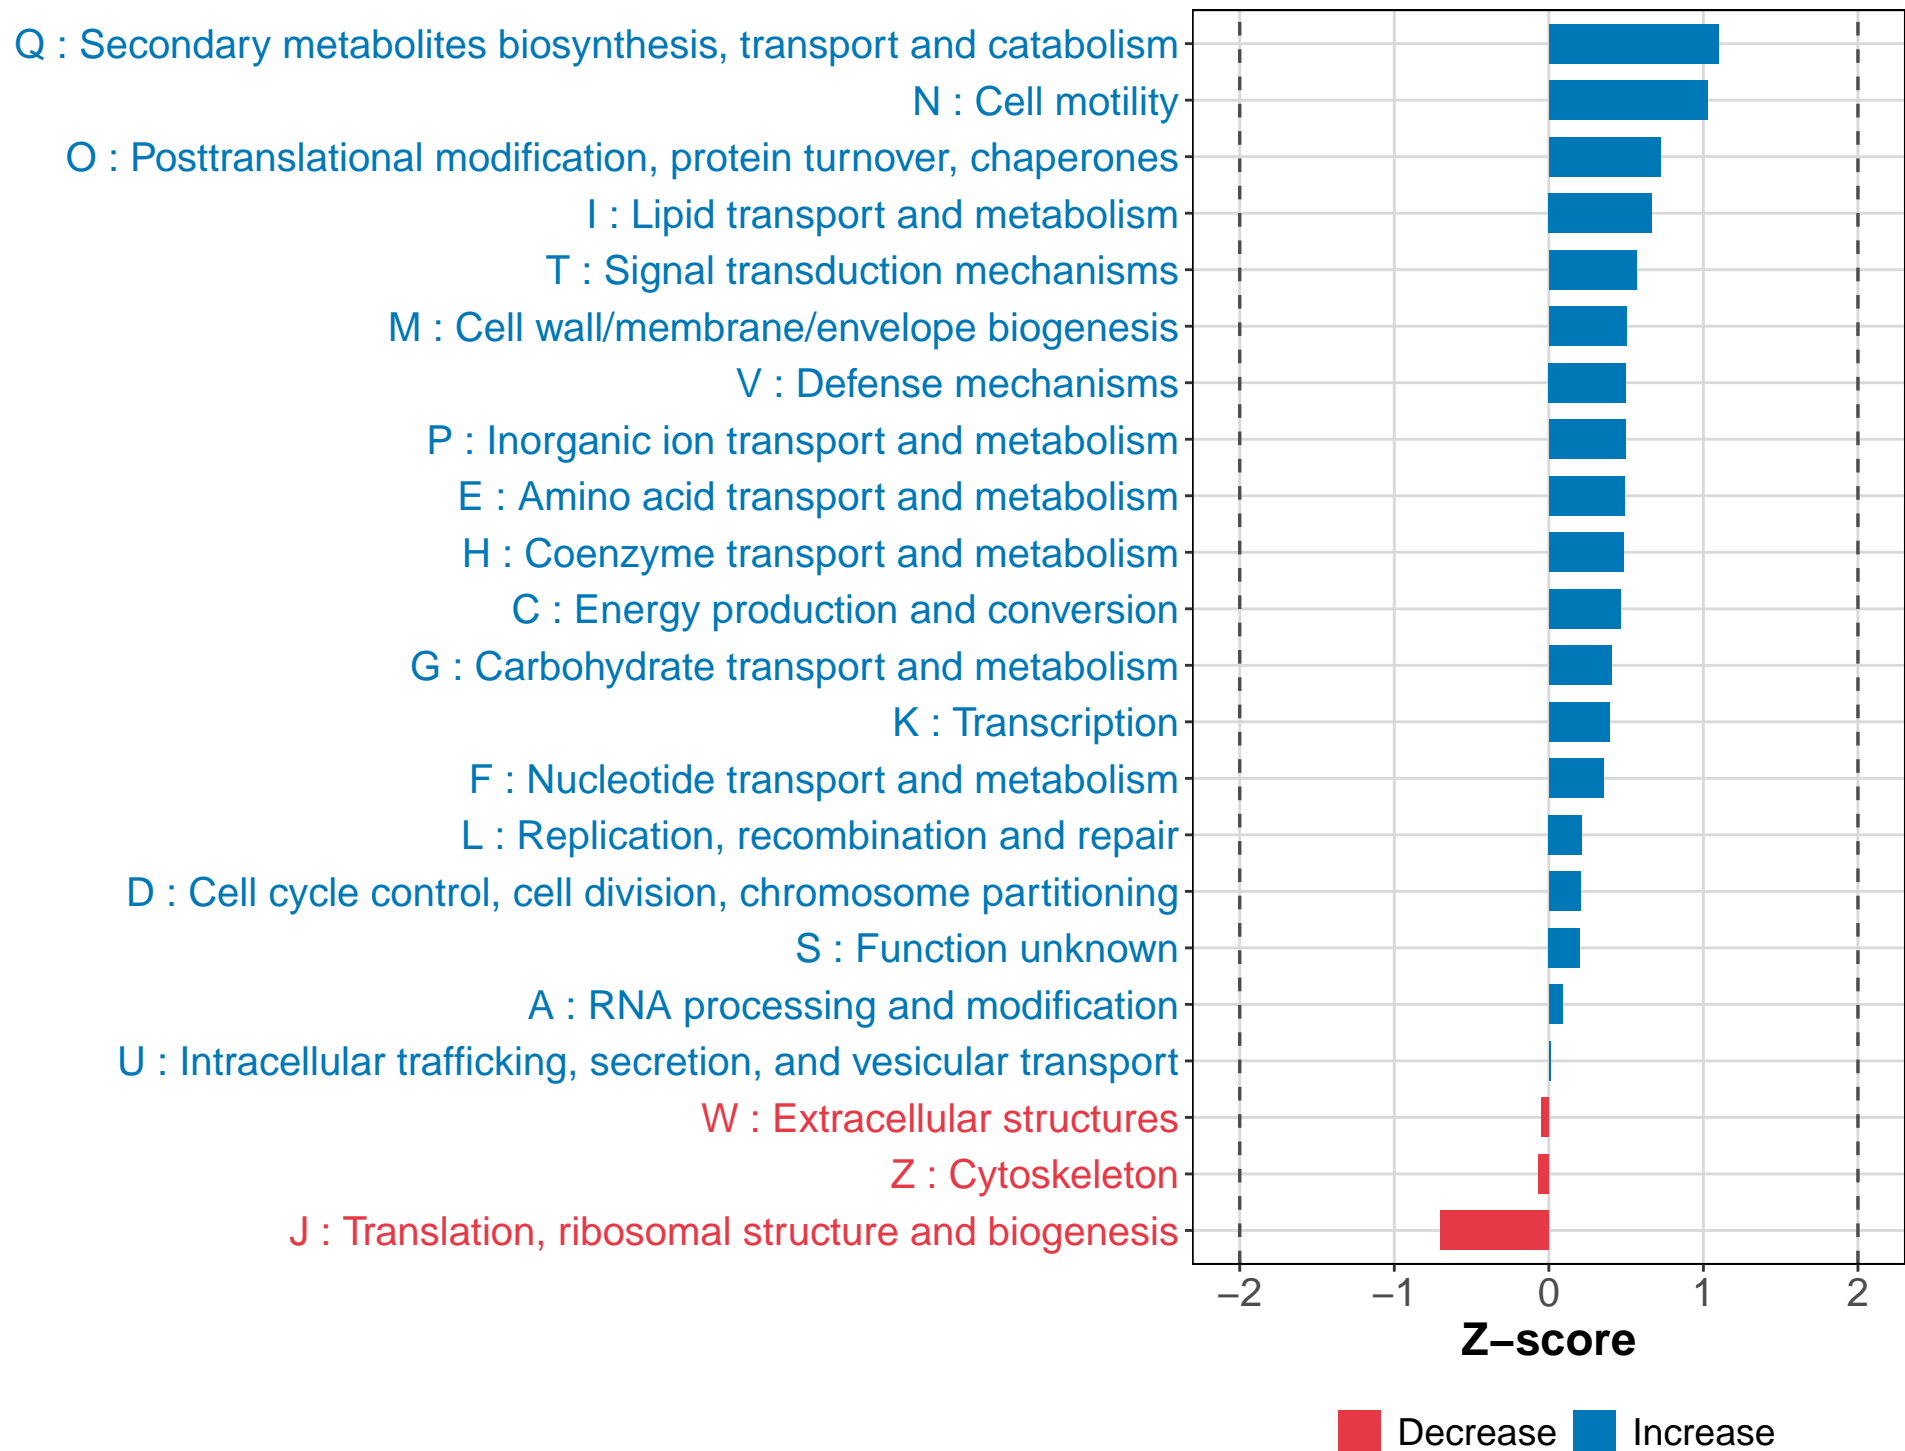 Q : Secondary metabolites biosynthesis, transport and catabolism
N : Cell motility
O : Posttranslational modification, protein turnover, chaperones
I : Lipid transport and metabolism
T : Signal transduction mechanisms
M : Cell wall/membrane/envelope biogenesis
V : Defense mechanisms
P : Inorganic ion transport and metabolism
E : Amino acid transport and metabolism
H : Coenzyme transport and metabolism
C : Energy production and conversion
G : Carbohydrate transport and metabolism
K : Transcription
F : Nucleotide transport and metabolism
L : Replication, recombination and repair
D : Cell cycle control, cell division, chromosome partitioning
S : Function unknown
A : RNA processing and modification
U : Intracellular trafficking, secretion, and vesicular transport
W : Extracellular structures
Z : Cytoskeleton
J : Translation, ribosomal structure and biogenesis
−2 −1 0 1 2
Z−score
Decrease Increase